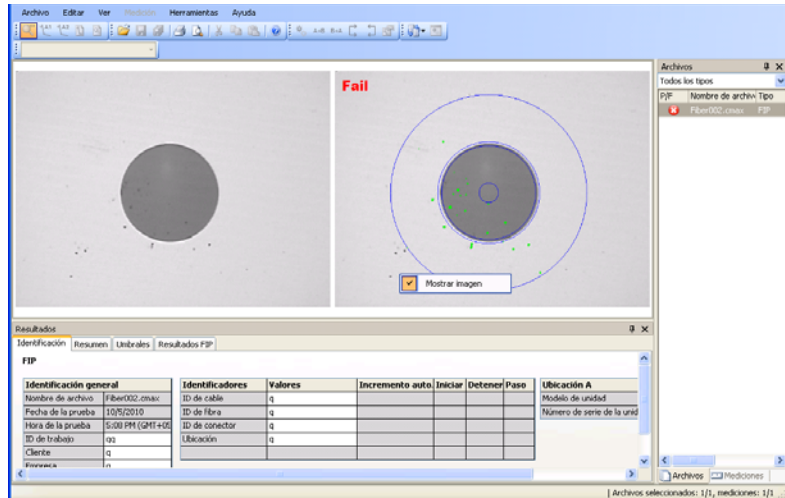 Archivo Editar Ver Medición Herramientas Ayuda
Fail
Mostrar imagen
Archivos
Todos los tipos
P/F Nombre de archiv Tipo
Fiber002.cmax FIP
Resultados
Identificación Resumen Umbrales Resultados FIP
FIP
Identificación general Identificadores Valores Incremento auto. Iniciar Detener Paso Ubicación A
Nombre de archivo Fiber002.cmax ID de cable q Modelo de unidad
Fecha de la prueba 10/5/2010 ID de fibra q Número de serie de la unid
Hora de la prueba 5:08 PM (GMT+05 ID de conector q
ID de trabajo qq Ubicación q
Cliente q
Empresa q
Archivos Mediciones
Archivos seleccionados: 1/1, mediciones: 1/1